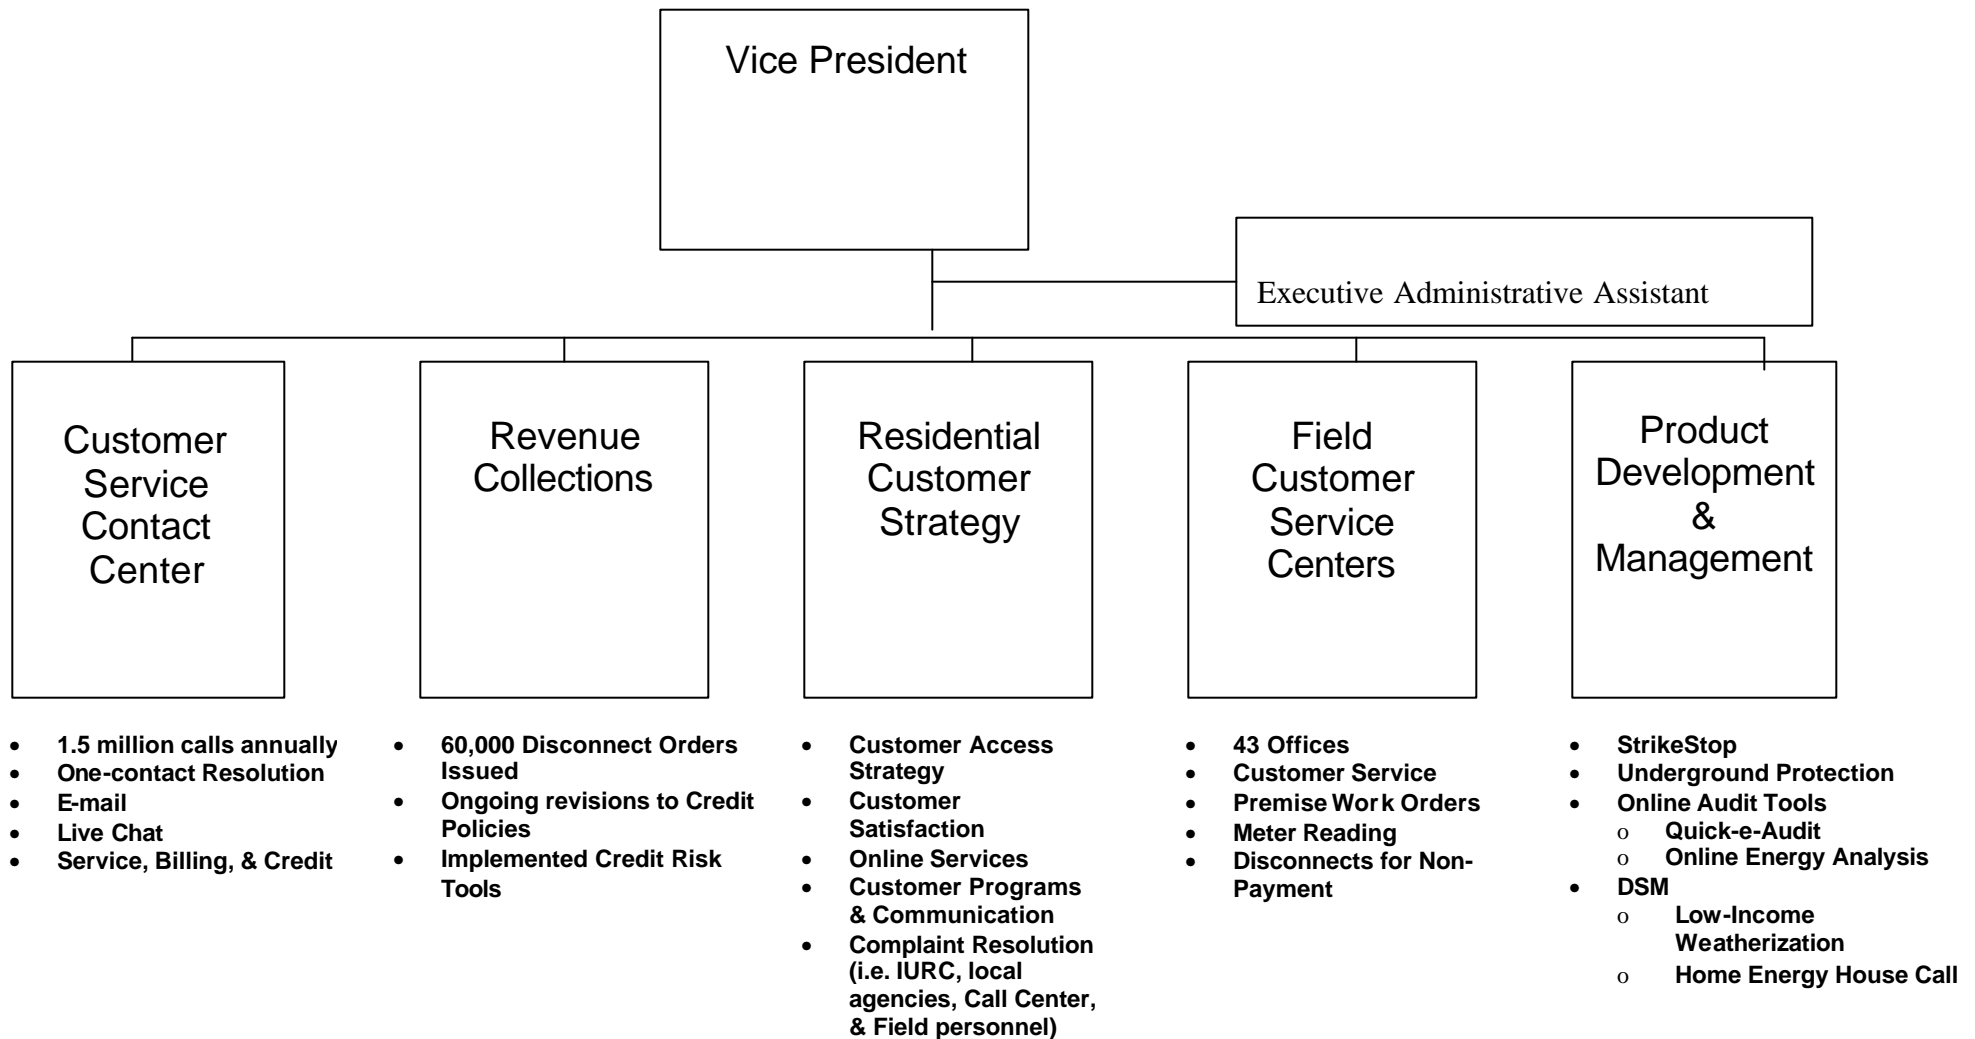 Vice President
Executive Administrative Assistant
Customer
Service
Contact
Center
Revenue
Collections
Residential
Customer
Strategy
Field
Customer
Service
Centers
Product
Development
&
Management
• 1.5 million calls annually
• One-contact Resolution
• E-mail
• Live Chat
• Service, Billing, & Credit
• 60,000 Disconnect Orders
Issued
• Ongoing revisions to Credit
Policies
• Implemented Credit Risk
Tools
• Customer Access
Strategy
• Customer
Satisfaction
• Online Services
• Customer Programs
& Communication
• Complaint Resolution
(i.e. IURC, local
agencies, Call Center,
& Field personnel)
• 43 Offices
• Customer Service
• Premise Work Orders
• Meter Reading
• Disconnects for Non-
Payment
• StrikeStop
• Underground Protection
• Online Audit Tools
o Quick-e-Audit
o Online Energy Analysis
• DSM
o Low-Income
Weatherization
o Home Energy House Call